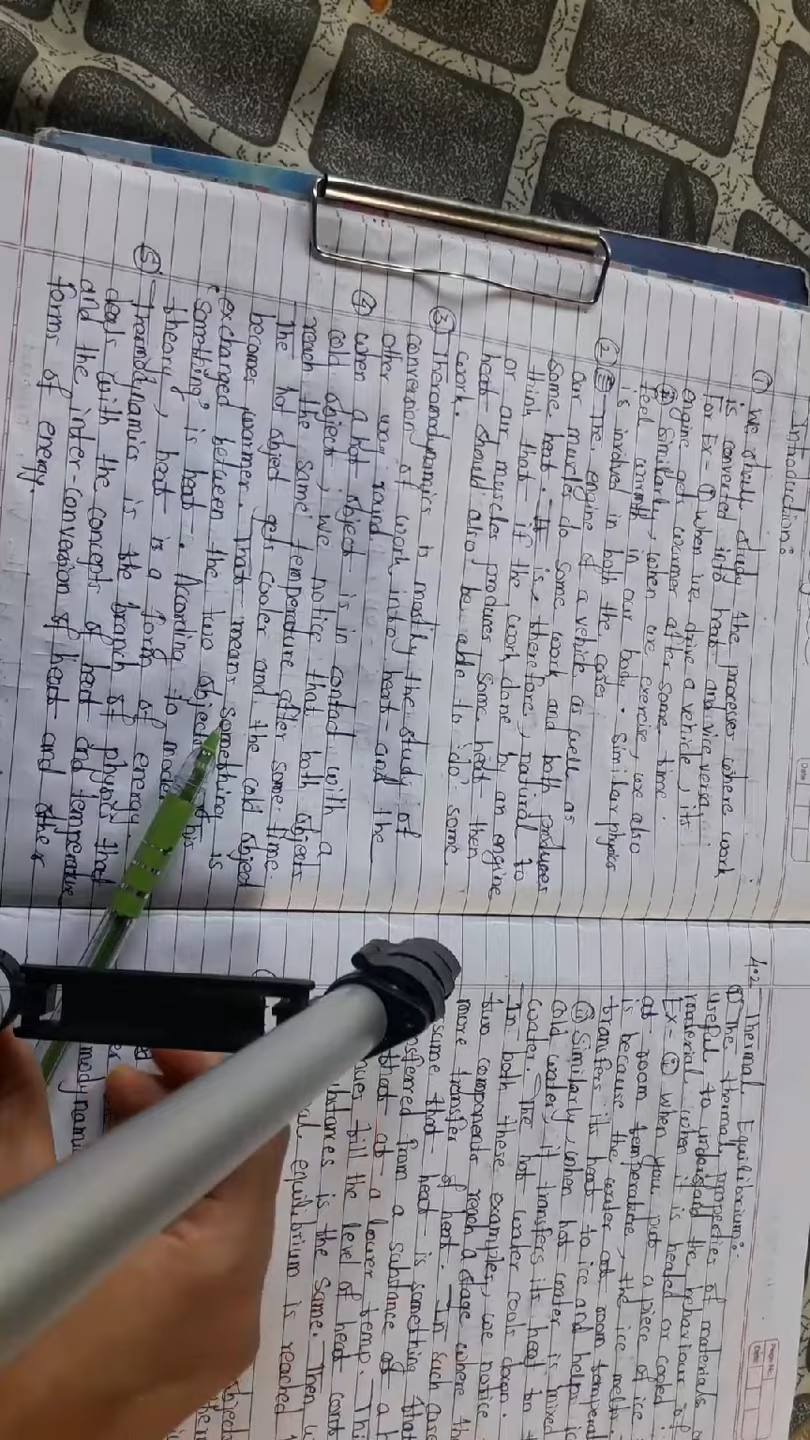 Introduction:
① We shall study the processes where work
is converted into heat and vice versa.
For Ex - ① when we drive a vehicle, its
engine gets warmer after some time.
② Similarly, when we exercise, we also
feel warmth in our body. Similar physics
is involved in both the case
② The engine of a vehicle as well as
our muscles do some work and both produces
some heat. It is, therefore, natural to
think that if the work done by an engine
or our muscles produces some heat then
heat should also be able to 'do' some
work.
③ Theromodynamics is mostly the study of
conversion of work into heat and the
other way round
④ when a hot object is in contact with a
cold object, we notice that both objects
reach the same temperature after some time
The hot object gets cooler and the cold object
becomes warmer. That means something is
exchanged between the two objects
"something" is heat. According to
theory, heat is a form of energy.
⑤ is the branch of physics that
deals with the concepts of heat and temperature
and the inter-conversion of heat and other
forms of energy.
4.2 Thermal Equilibrium:-
① The thermal properties of materials
useful to understand the behaviour of
material when it is heated or cooled
Ex- ① when you put a piece of ice
at room temperature, the ice melts
is because the water at room
transfers its heat to ice and helps
② Similarly, when hot water is mixed
cold water, it transfers its heat to
water. The hot water cools down.
In both these examples, we notice
two components reach a stage where
more transfer of heat. In such case
same that heat is something that
from a substance at a
that at a lower temp.
till the level of heat
is the same. Then
equilibrium is reached